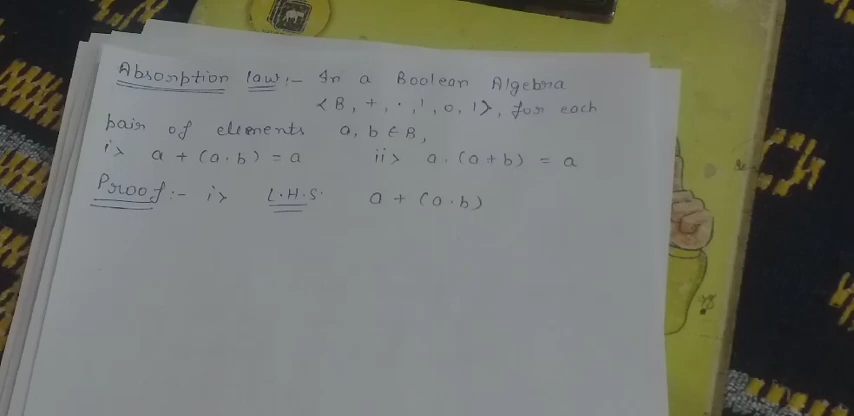 Absorption law :- In a Boolean Algebra
<B, +, ·, ', 0, 1>, for each
pair of elements a, b ∈ B,
i> a + (a · b) = a ii> a · (a + b) = a
Proof :- i> L.H.S. a + (a · b)